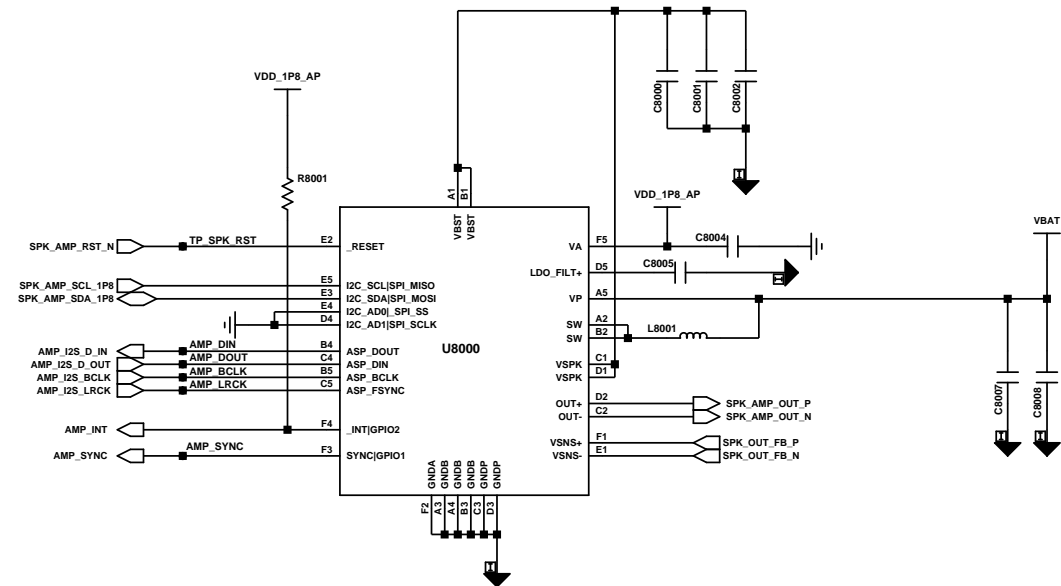 VDD_1P8_AP
R8001
C8000
C8001
C8002
A1
B1
VBST
VBST
VDD_1P8_AP
VBAT
SPK_AMP_RST_N
TP_SPK_RST
E2
_RESET
SPK_AMP_SCL_1P8
E5
I2C_SCL|SPI_MISO
SPK_AMP_SDA_1P8
E3
I2C_SDA|SPI_MOSI
E4
I2C_AD0|_SPI_SS
D4
I2C_AD1|SPI_SCLK
AMP_I2S_D_IN
AMP_DIN
B4
ASP_DOUT
AMP_I2S_D_OUT
AMP_DOUT
C4
ASP_DIN
AMP_I2S_BCLK
AMP_BCLK
B5
ASP_BCLK
AMP_I2S_LRCK
AMP_LRCK
C5
ASP_FSYNC
AMP_INT
F4
_INT|GPIO2
AMP_SYNC
AMP_SYNC
F3
SYNC|GPIO1
U8000
VA
F5
C8004
LDO_FILT+
D5
C8005
VP
A5
SW
A2
SW
B2
L8001
VSPK
C1
VSPK
D1
OUT+
D2
SPK_AMP_OUT_P
OUT-
C2
SPK_AMP_OUT_N
VSNS+
F1
SPK_OUT_FB_P
VSNS-
E1
SPK_OUT_FB_N
C8007
C8008
GNDA
GNDB
GNDB
GNDB
GNDP
GNDP
F2
A3
A4
B3
C3
D3